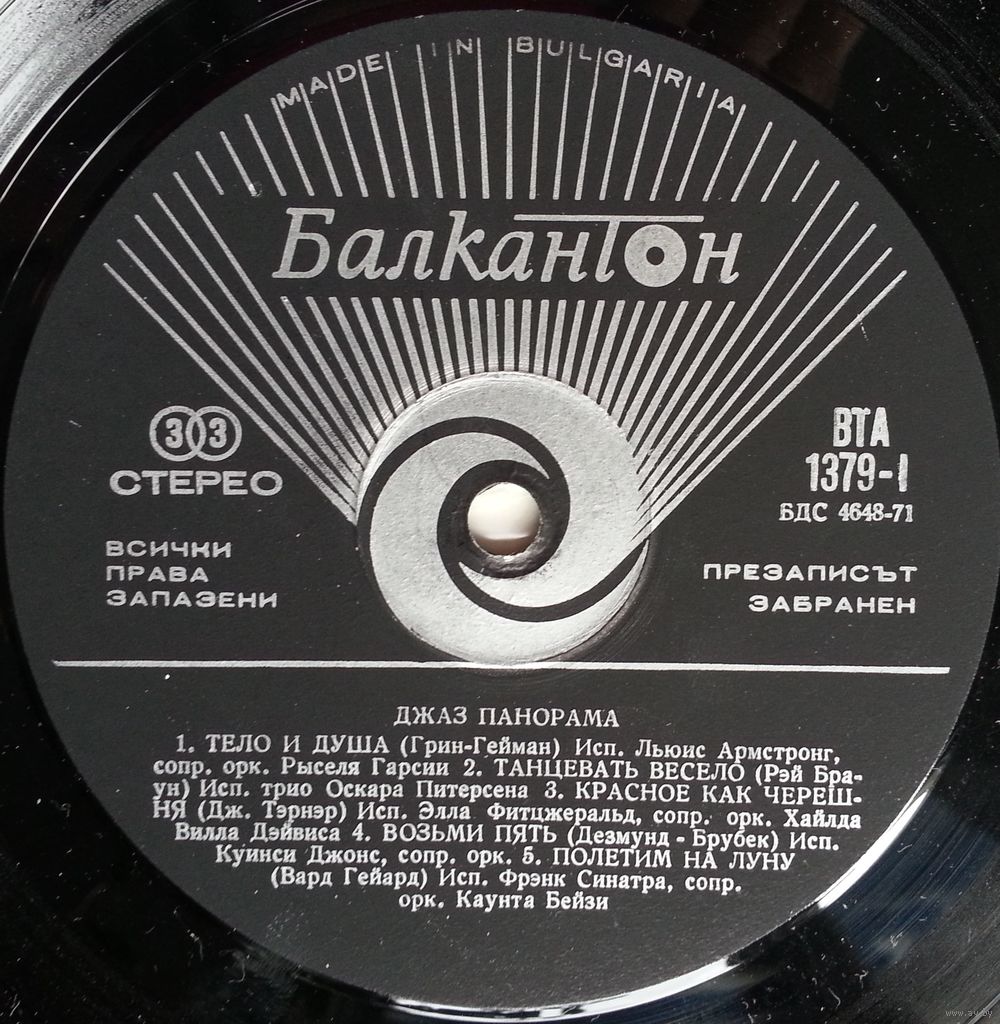 MADE IN BULGARIA
Балкантон
33
СТЕРЕО
ВСИЧКИ
ПРАВА
ЗАПАЗЕНИ
ВТА
1379-I
БДС 4648-71
ПРЕЗАПИСЪТ
ЗАБРАНЕН
ДЖАЗ ПАНОРАМА
1. ТЕЛО И ДУША (Грин-Гейман) Исп. Льюис Армстронг,
сопр. орк. Рыселя Гарсии 2. ТАНЦЕВАТЬ ВЕСЕЛО (Рэй Бра-
ун) Исп. трио Оскара Питерсена 3. КРАСНОЕ КАК ЧЕРЕШ-
НЯ (Дж. Тэрнэр) Исп. Элла Фитцжеральд, сопр. орк. Хайлда
Вилла Дэйвиса 4. ВОЗЬМИ ПЯТЬ (Дезмунд - Брубек) Исп.
Куинси Джонс, сопр. орк. 5. ПОЛЕТИМ НА ЛУНУ
(Вард Гейард) Исп. Фрэнк Синатра, сопр.
орк. Каунта Бейзи
www.ay.by